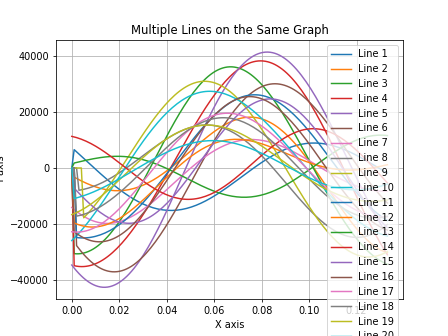 Multiple Lines on the Same Graph
40000
20000
0
−20000
−40000
0.00
0.02
0.04
0.06
0.08
0.10
X axis
Line 1
Line 2
Line 3
Line 4
Line 5
Line 6
Line 7
Line 8
Line 9
Line 10
Line 11
Line 12
Line 13
Line 14
Line 15
Line 16
Line 17
Line 18
Line 19
Line 20